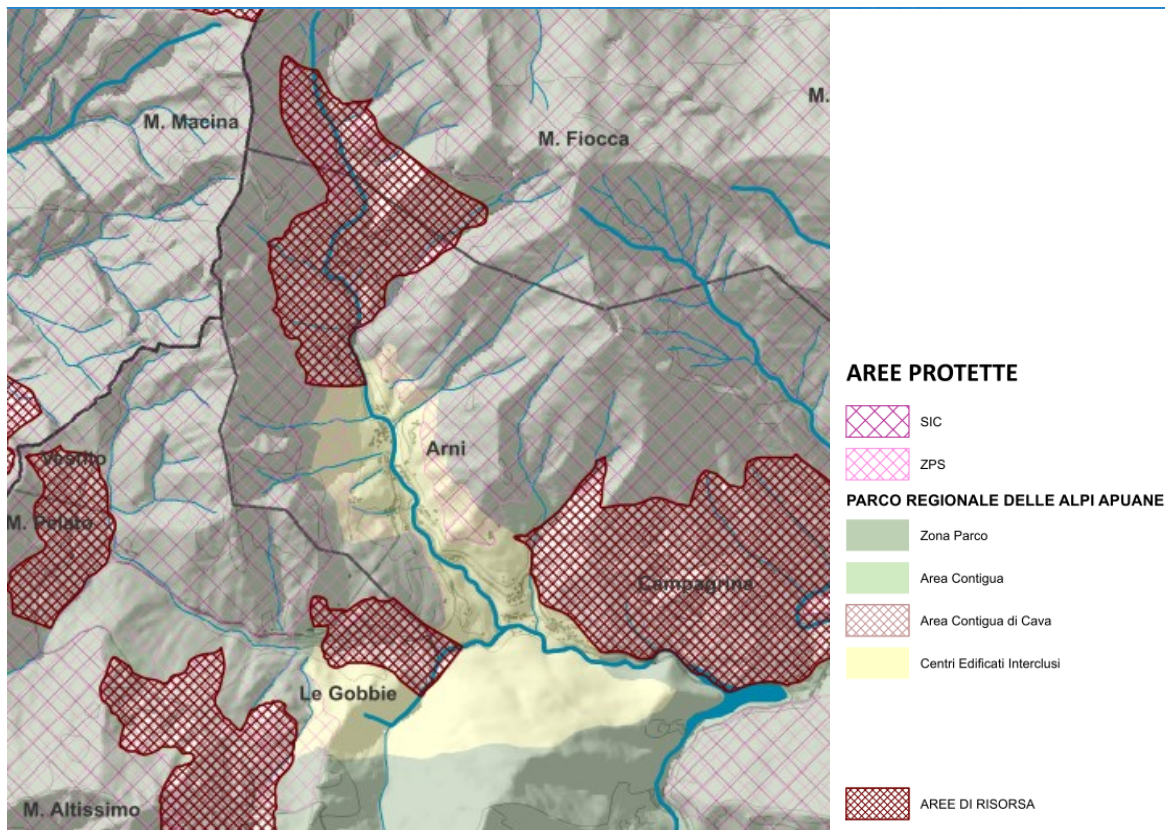 M. Macina
M. Fiocca
M.
Arni
Vestito
M. Pelato
Campagrina
Le Gobbie
M. Altissimo
AREE PROTETTE
SIC
ZPS
PARCO REGIONALE DELLE ALPI APUANE
Zona Parco
Area Contigua
Area Contigua di Cava
Centri Edificati Interclusi
AREE DI RISORSA